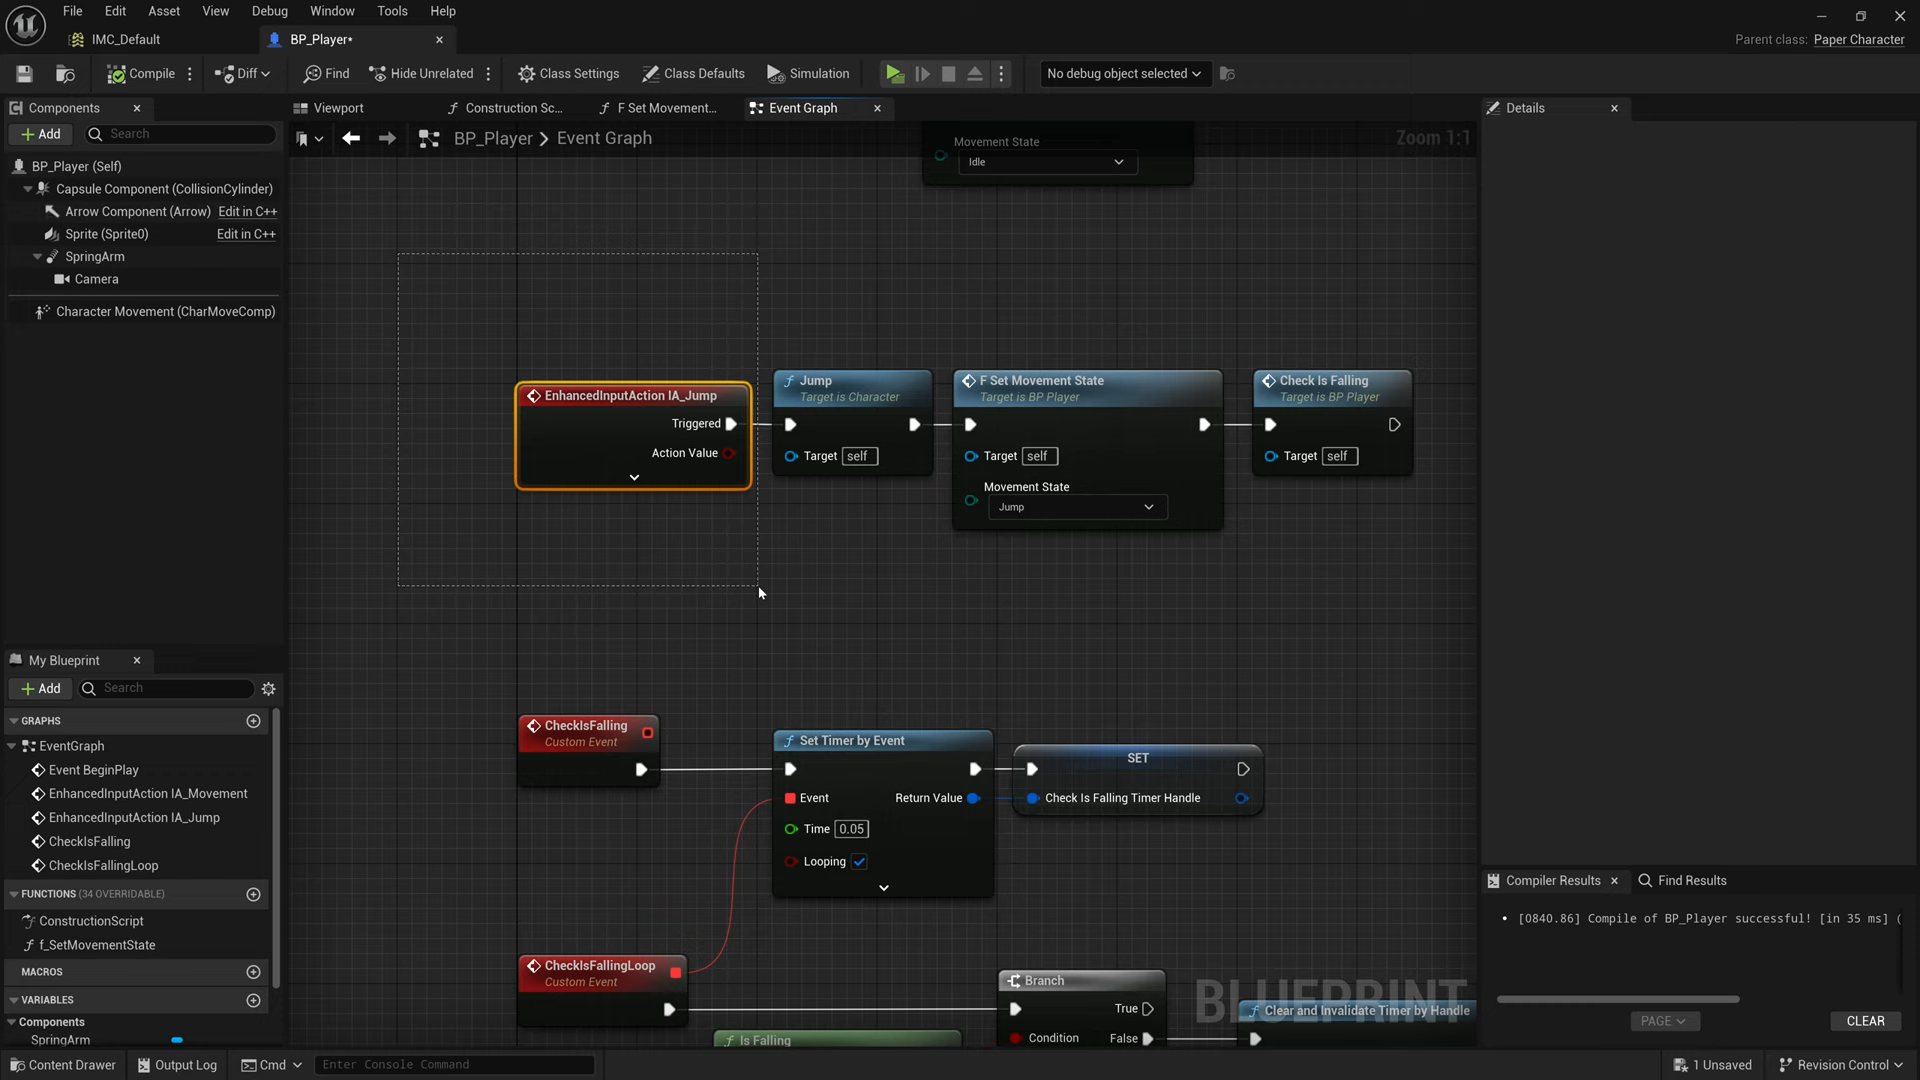 File Edit Asset View Debug Window Tools Help
IMC_Default
BP_Player*
Parent class: Paper Character
Compile Diff Find Hide Unrelated Class Settings Class Defaults Simulation No debug object selected
Components
Viewport Construction Sc... F Set Movement... Event Graph
Details
Add Search
BP_Player > Event Graph
Zoom 1:1
BP_Player (Self)
Capsule Component (CollisionCylinder)
Arrow Component (Arrow) Edit in C++
Sprite (Sprite0) Edit in C++
SpringArm
Camera
Character Movement (CharMoveComp)
Movement State
Idle
EnhancedInputAction IA_Jump
Triggered
Action Value
Jump
Target is Character
Target self
F Set Movement State
Target is BP Player
Target self
Movement State
Jump
Check Is Falling
Target is BP Player
Target self
My Blueprint
Add Search
GRAPHS
EventGraph
Event BeginPlay
EnhancedInputAction IA_Movement
EnhancedInputAction IA_Jump
CheckIsFalling
CheckIsFallingLoop
FUNCTIONS (34 OVERRIDABLE)
ConstructionScript
f_SetMovementState
MACROS
VARIABLES
Components
SpringArm
CheckIsFalling
Custom Event
Set Timer by Event
Event Return Value
Time 0.05
Looping
SET
Check Is Falling Timer Handle
CheckIsFallingLoop
Custom Event
Is Falling
Branch
True
Condition False
Clear and Invalidate Timer by Handle
BLUEPRINT
Compiler Results Find Results
[0840.86] Compile of BP_Player successful! [in 35 ms] (
PAGE
CLEAR
Content Drawer Output Log Cmd Enter Console Command
1 Unsaved Revision Control